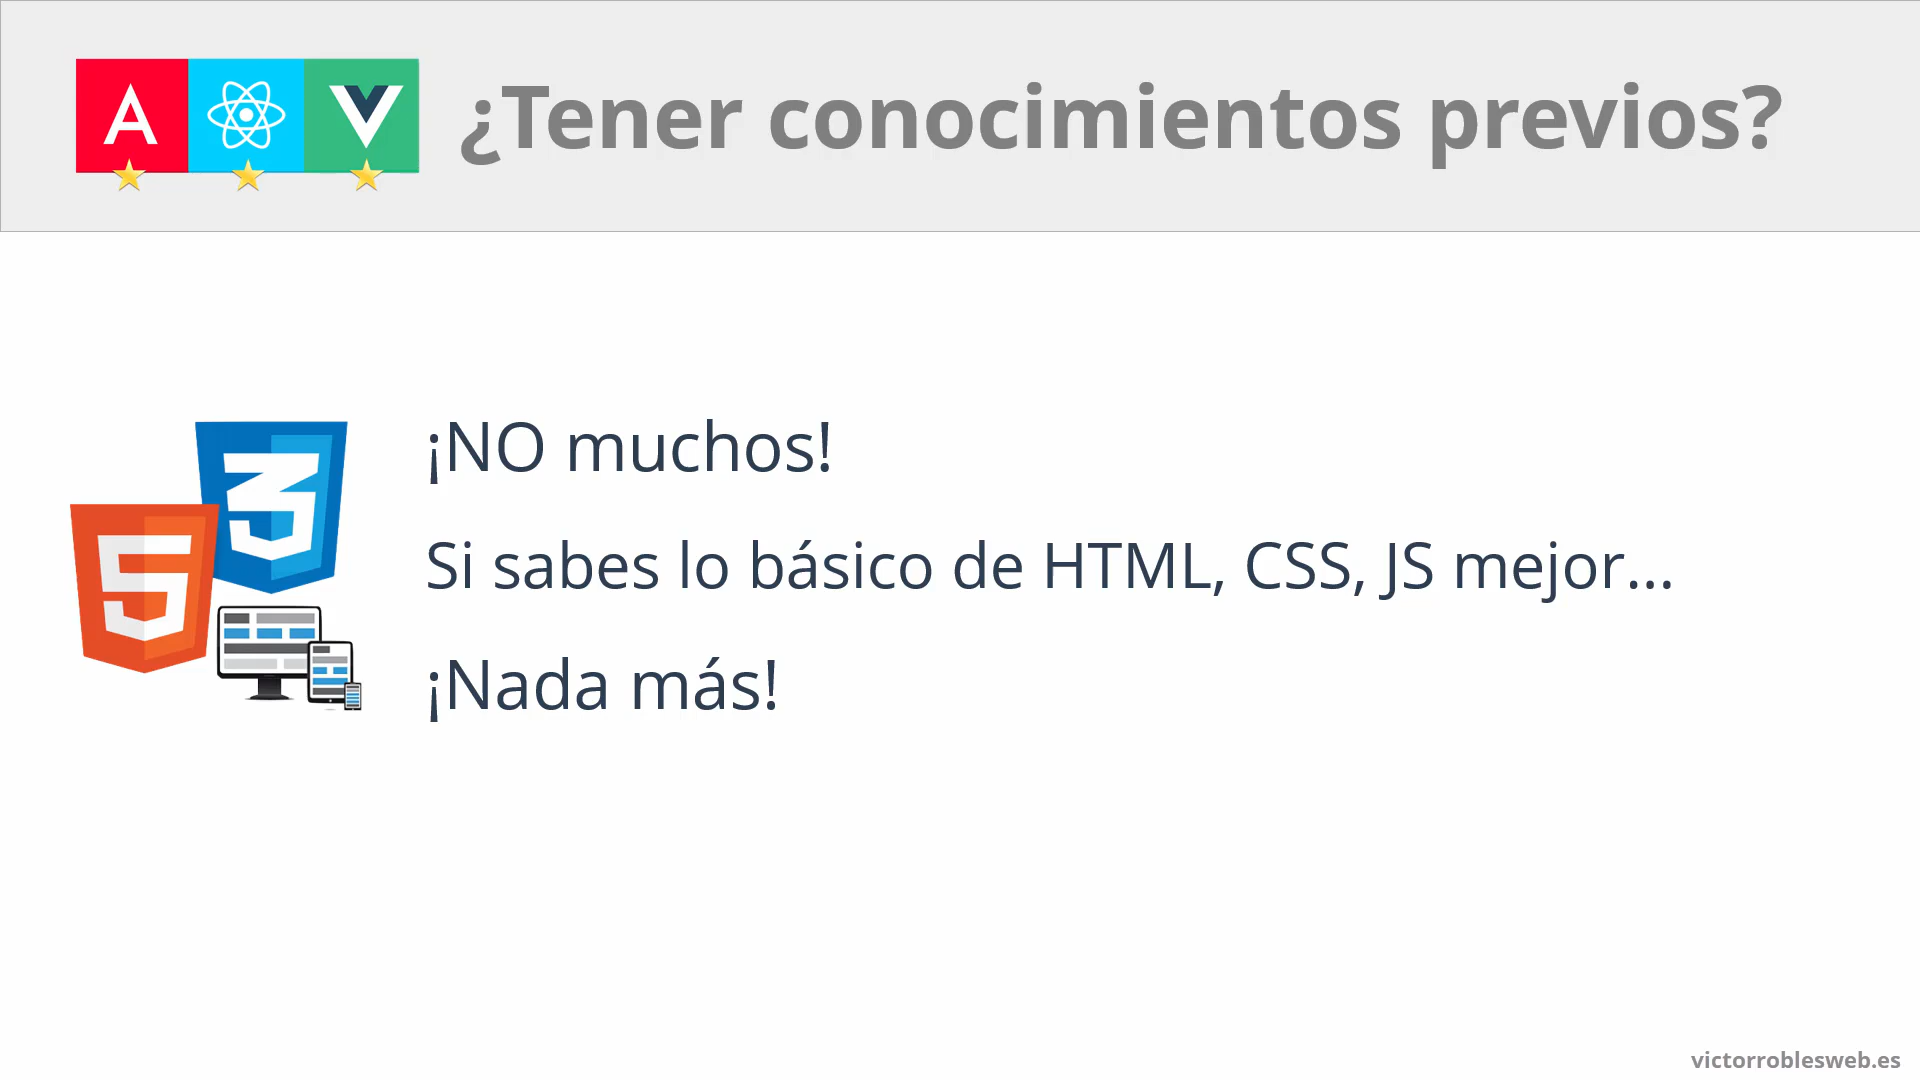 ¿Tener conocimientos previos?
¡NO muchos!
Si sabes lo básico de HTML, CSS, JS mejor...
¡Nada más!
victorroblesweb.es